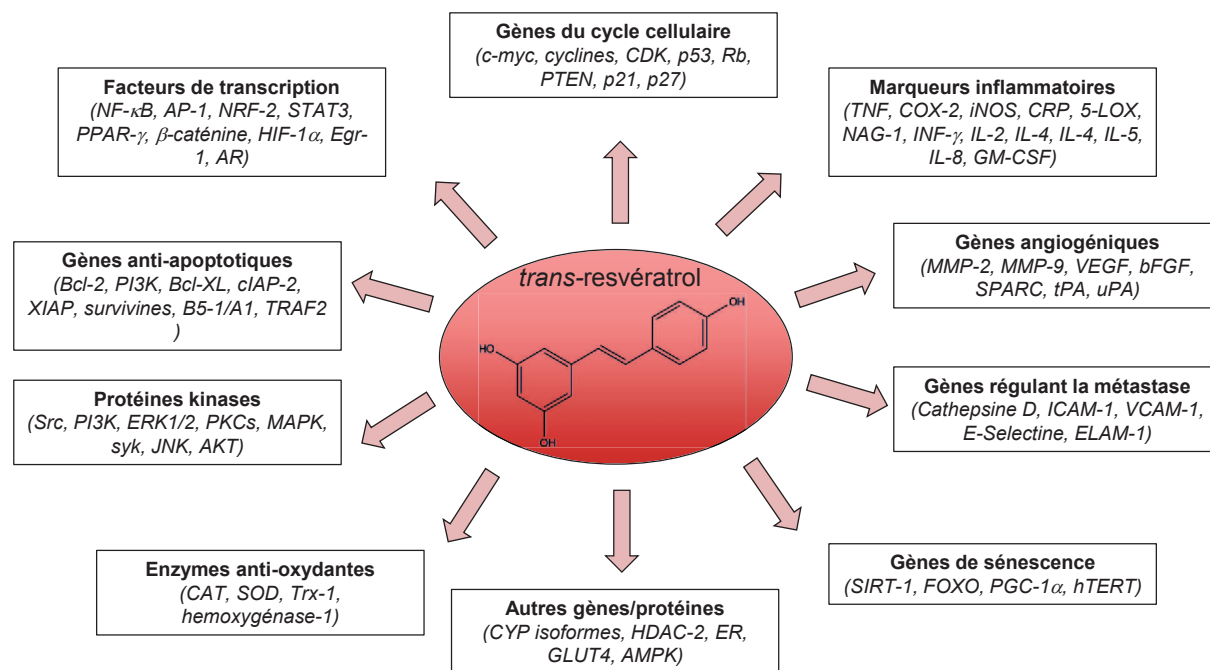 Gènes du cycle cellulaire
(c-myc, cyclines, CDK, p53, Rb,
PTEN, p21, p27)
Facteurs de transcription
(NF-κB, AP-1, NRF-2, STAT3,
PPAR-γ, β-caténine, HIF-1α, Egr-
1, AR)
Marqueurs inflammatoires
(TNF, COX-2, iNOS, CRP, 5-LOX,
NAG-1, INF-γ, IL-2, IL-4, IL-4, IL-5,
IL-8, GM-CSF)
Gènes anti-apoptotiques
(Bcl-2, PI3K, Bcl-XL, cIAP-2,
XIAP, survivines, B5-1/A1, TRAF2
)
trans-resvératrol
OH
HO
OH
Gènes angiogéniques
(MMP-2, MMP-9, VEGF, bFGF,
SPARC, tPA, uPA)
Protéines kinases
(Src, PI3K, ERK1/2, PKCs, MAPK,
syk, JNK, AKT)
Gènes régulant la métastase
(Cathepsine D, ICAM-1, VCAM-1,
E-Selectine, ELAM-1)
Enzymes anti-oxydantes
(CAT, SOD, Trx-1,
hemoxygénase-1)
Autres gènes/protéines
(CYP isoformes, HDAC-2, ER,
GLUT4, AMPK)
Gènes de sénescence
(SIRT-1, FOXO, PGC-1α, hTERT)